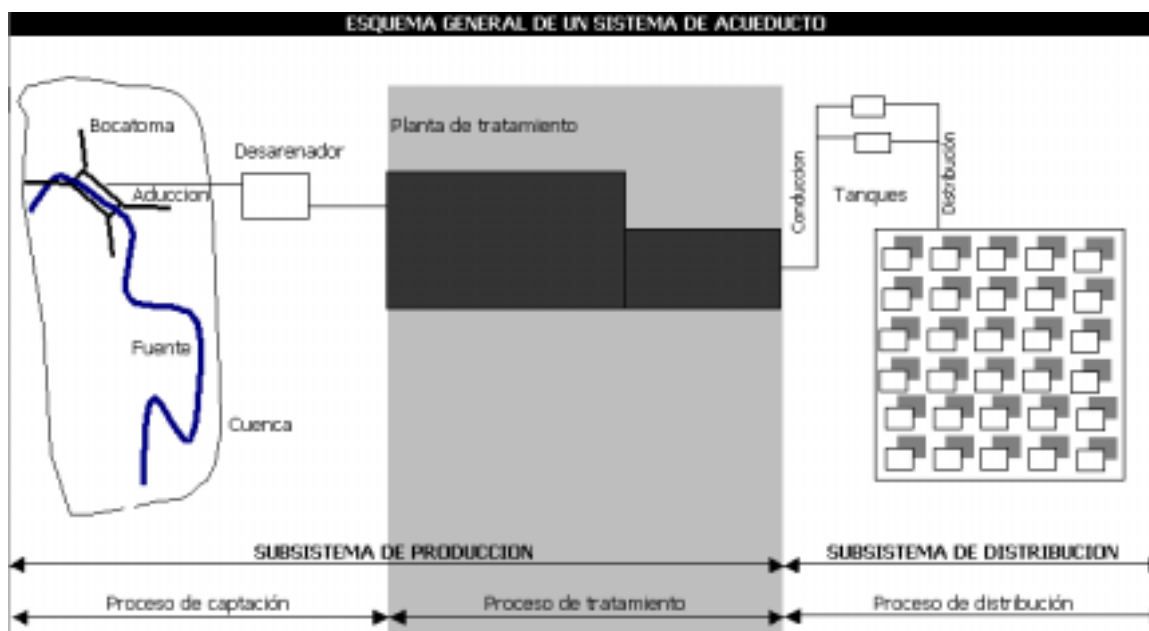 ESQUEMA GENERAL DE UN SISTEMA DE ACUEDUCTO
Bocatoma
Desarenador
Aduccion
Fuente
Cuenca
Planta de tratamiento
Conduccion
Tanques
Distribución
SUBSISTEMA DE PRODUCCION
SUBSISTEMA DE DISTRIBUCION
Proceso de captación
Proceso de tratamiento
Proceso de distribución